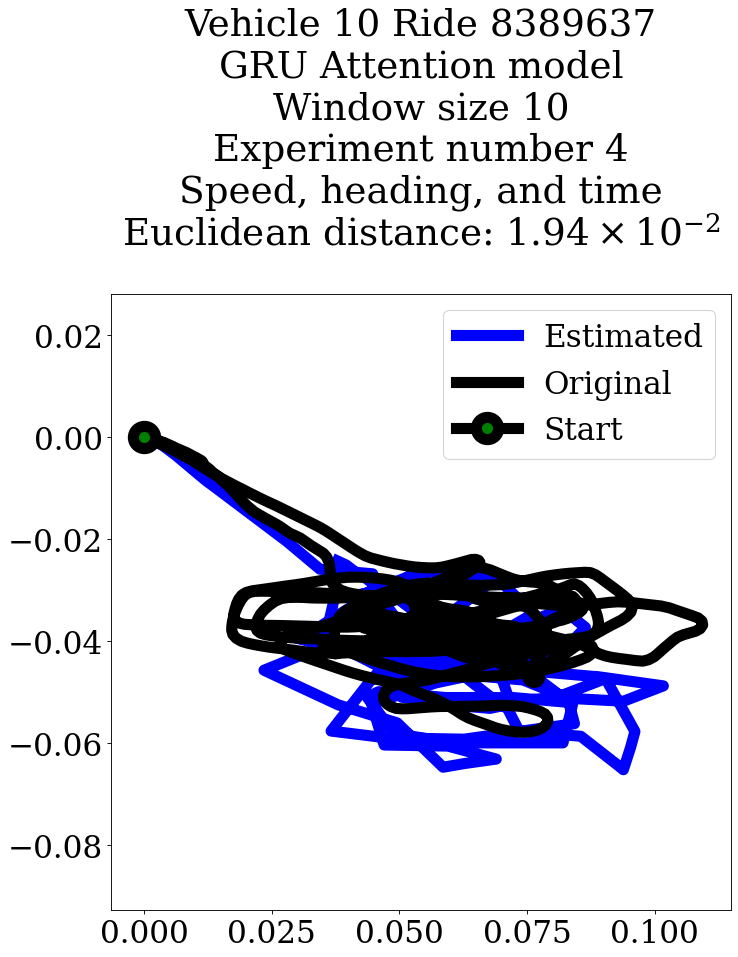 Vehicle 10 Ride 8389637
GRU Attention model
Window size 10
Experiment number 4
Speed, heading, and time
Euclidean distance: 1.94 × 10⁻²
Estimated
Original
Start
0.02
0.00
−0.02
−0.04
−0.06
−0.08
0.000 0.025 0.050 0.075 0.100